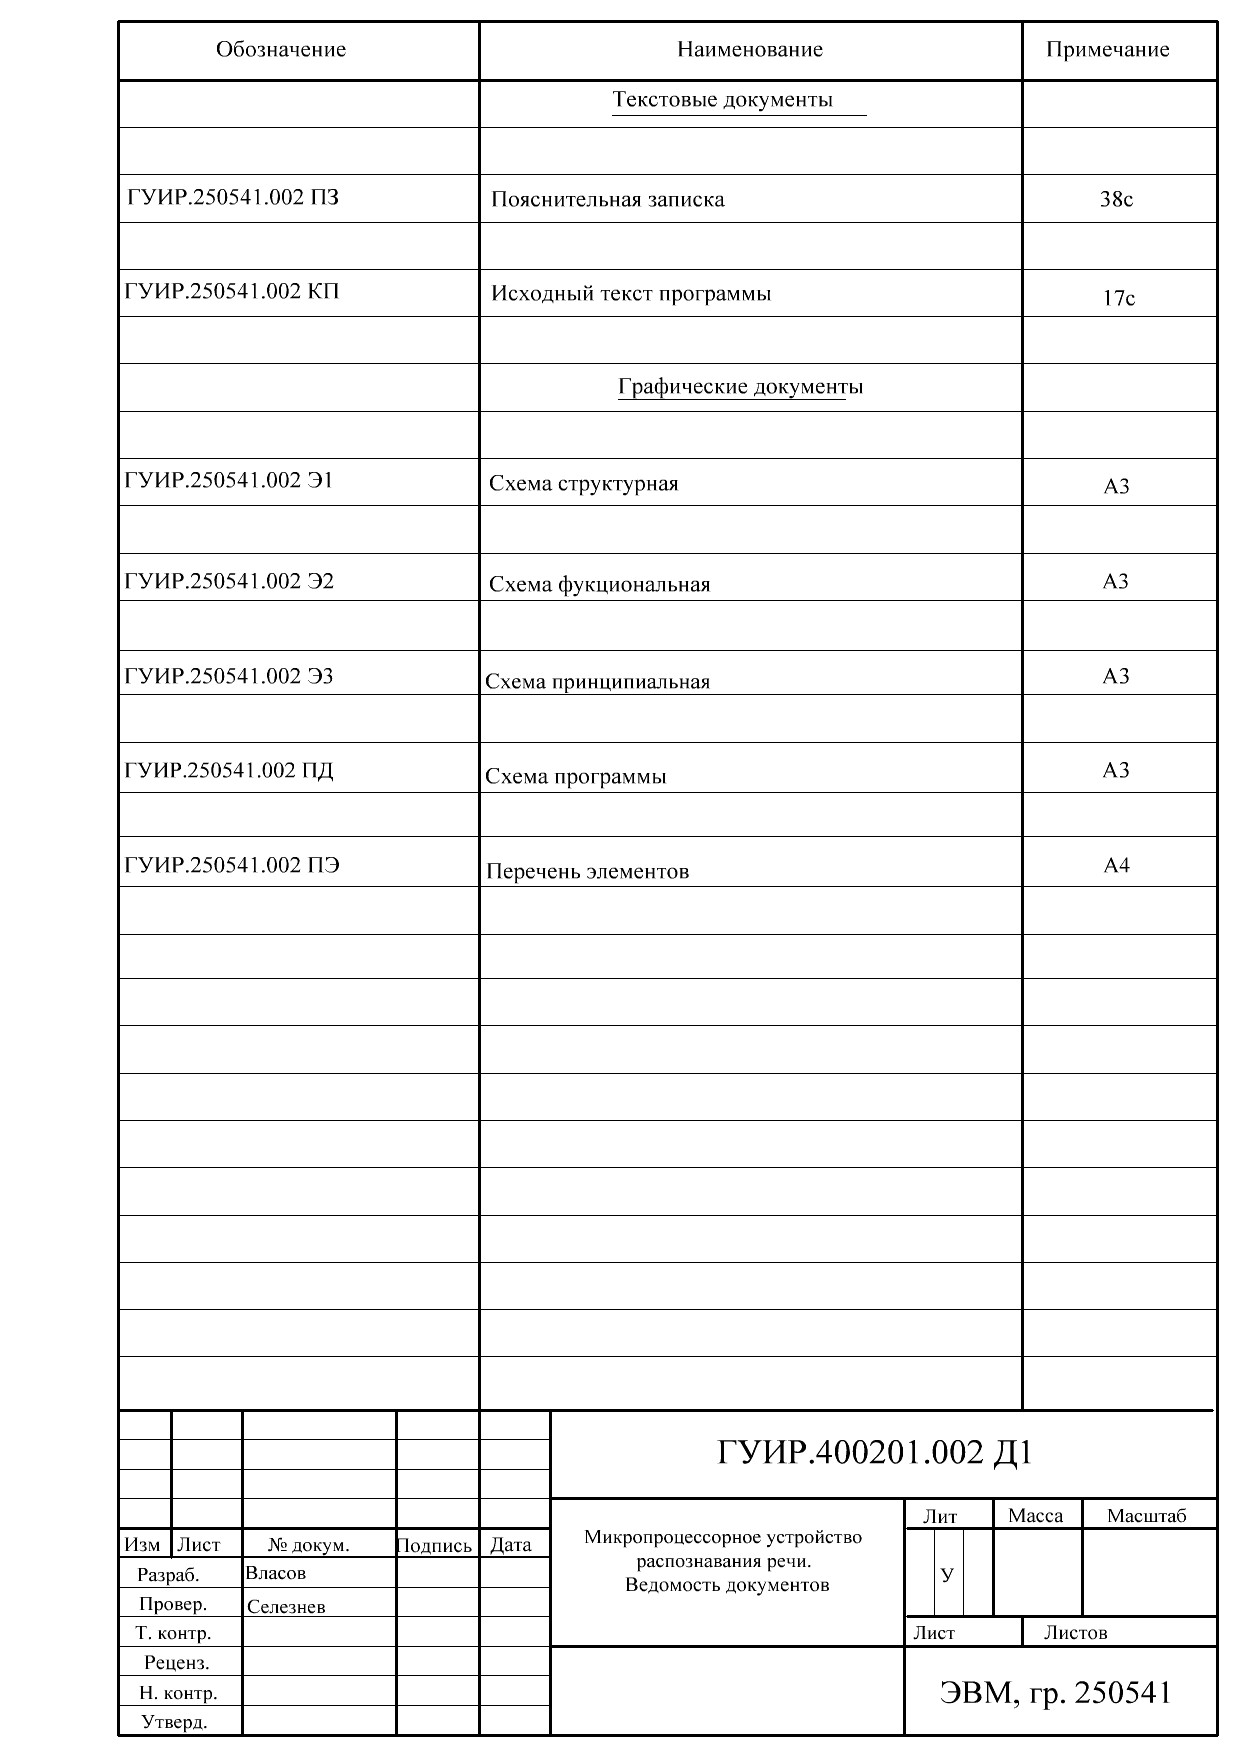 Обозначение Наименование Примечание
Текстовые документы
ГУИР.250541.002 ПЗ Пояснительная записка 38с
ГУИР.250541.002 КП Исходный текст программы 17с
Графические документы
ГУИР.250541.002 Э1 Схема структурная А3
ГУИР.250541.002 Э2 Схема фукциональная А3
ГУИР.250541.002 Э3 Схема принципиальная А3
ГУИР.250541.002 ПД Схема программы А3
ГУИР.250541.002 ПЭ Перечень элементов А4
ГУИР.400201.002 Д1
Изм Лист № докум. Подпись Дата
Разраб. Власов
Провер. Селезнев
Т. контр.
Реценз.
Н. контр.
Утверд.
Микропроцессорное устройство
распознавания речи.
Ведомость документов
Лит Масса Масштаб
У
Лист Листов
ЭВМ, гр. 250541